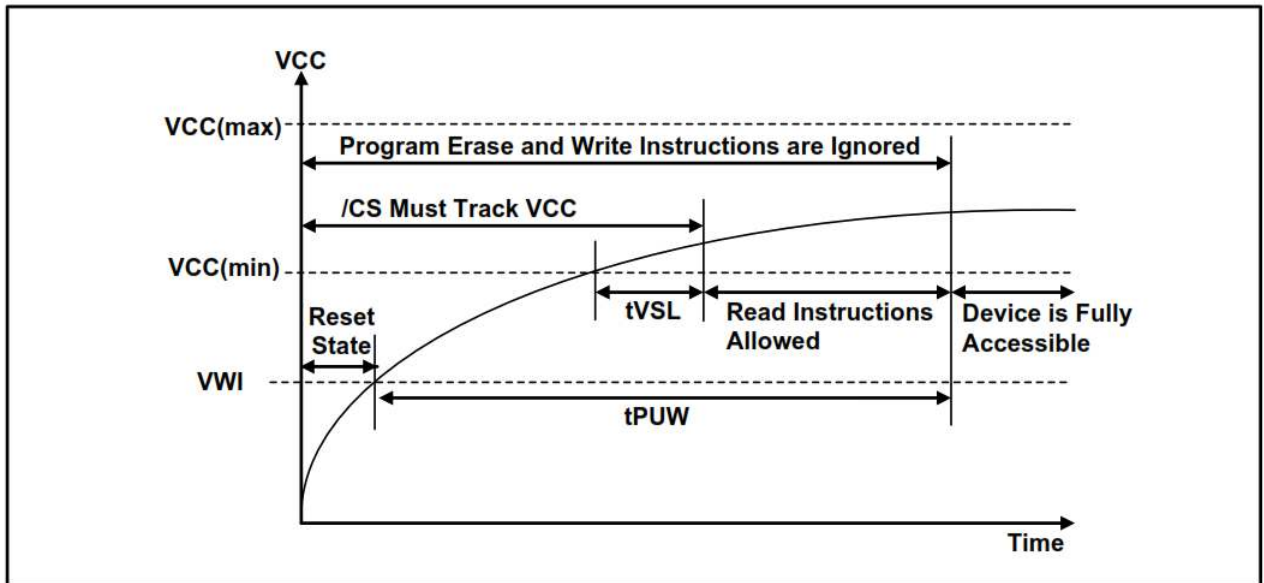 VCC
VCC(max)
Program Erase and Write Instructions are Ignored
/CS Must Track VCC
VCC(min)
tVSL
Read Instructions
Allowed
Device is Fully
Accessible
Reset
State
VWI
tPUW
Time